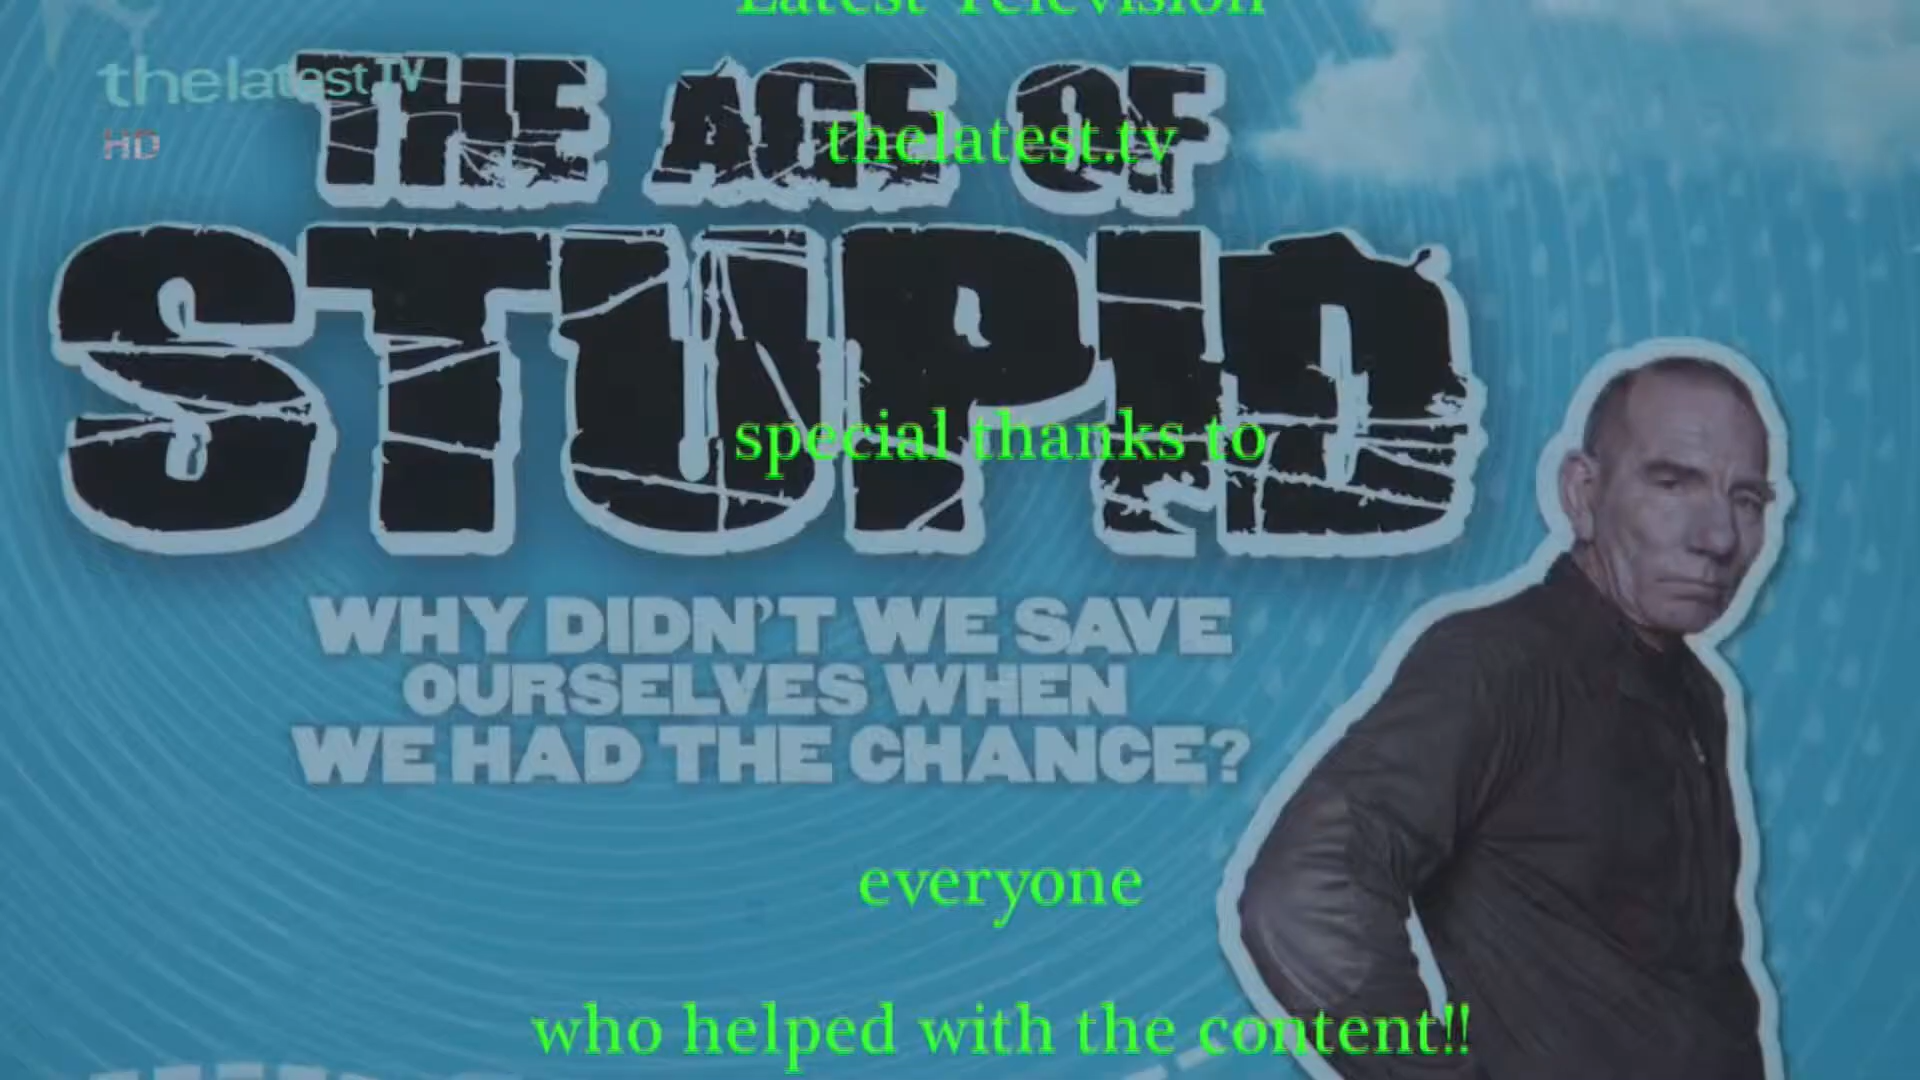 Latest Television
thelatest.TV
HD
THE AGE OF
thelatest.tv
STUPID
special thanks to
WHY DIDN'T WE SAVE
OURSELVES WHEN
WE HAD THE CHANCE?
everyone
who helped with the content!!